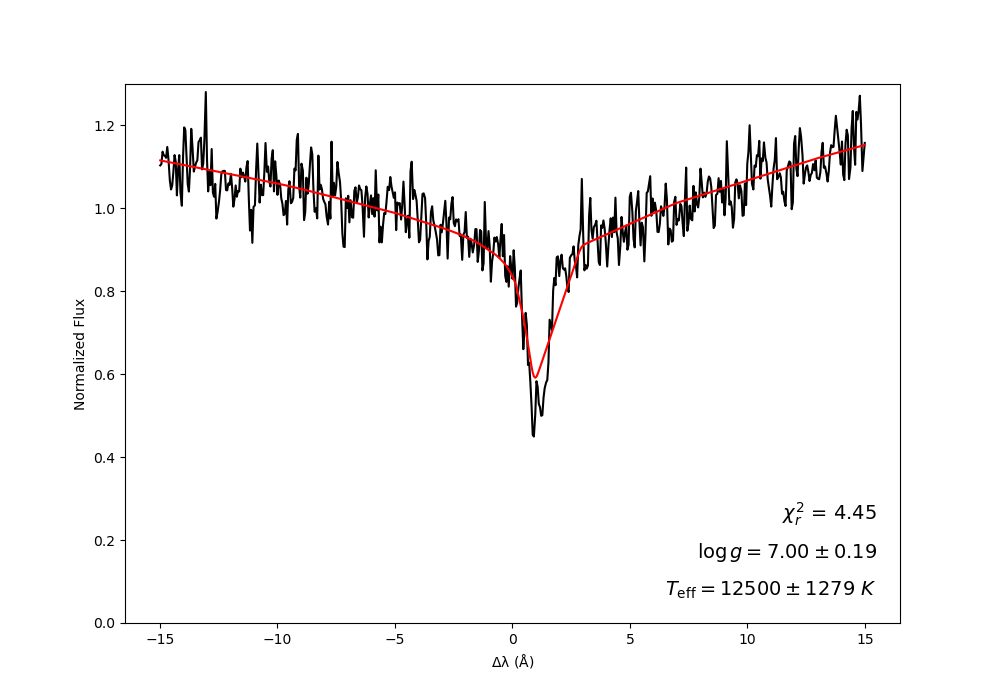 1.2
1.0
0.8
0.6
0.4
0.2
0.0
Normalized Flux
χ²ᵣ = 4.45
log g = 7.00 ± 0.19
T_eff = 12500 ± 1279 K
−15 −10 −5 0 5 10 15
Δλ (Å)